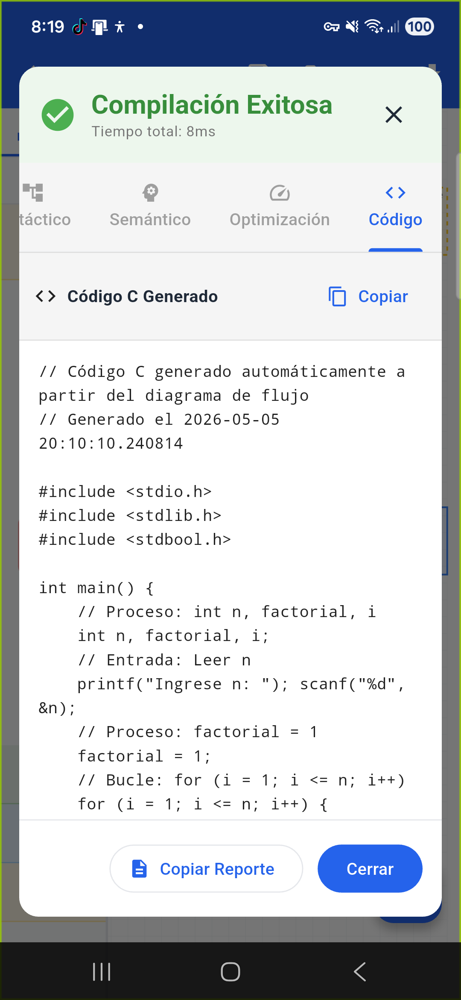 8:19
100
Compilación Exitosa
Tiempo total: 8ms
táctico
Semántico
Optimización
Código
Código C Generado
Copiar
// Código C generado automáticamente a
partir del diagrama de flujo
// Generado el 2026-05-05
20:10:10.240814
#include <stdio.h>
#include <stdlib.h>
#include <stdbool.h>
int main() {
    // Proceso: int n, factorial, i
    int n, factorial, i;
    // Entrada: Leer n
    printf("Ingrese n: "); scanf("%d",
&n);
    // Proceso: factorial = 1
    factorial = 1;
    // Bucle: for (i = 1; i <= n; i++)
    for (i = 1; i <= n; i++) {
Copiar Reporte
Cerrar